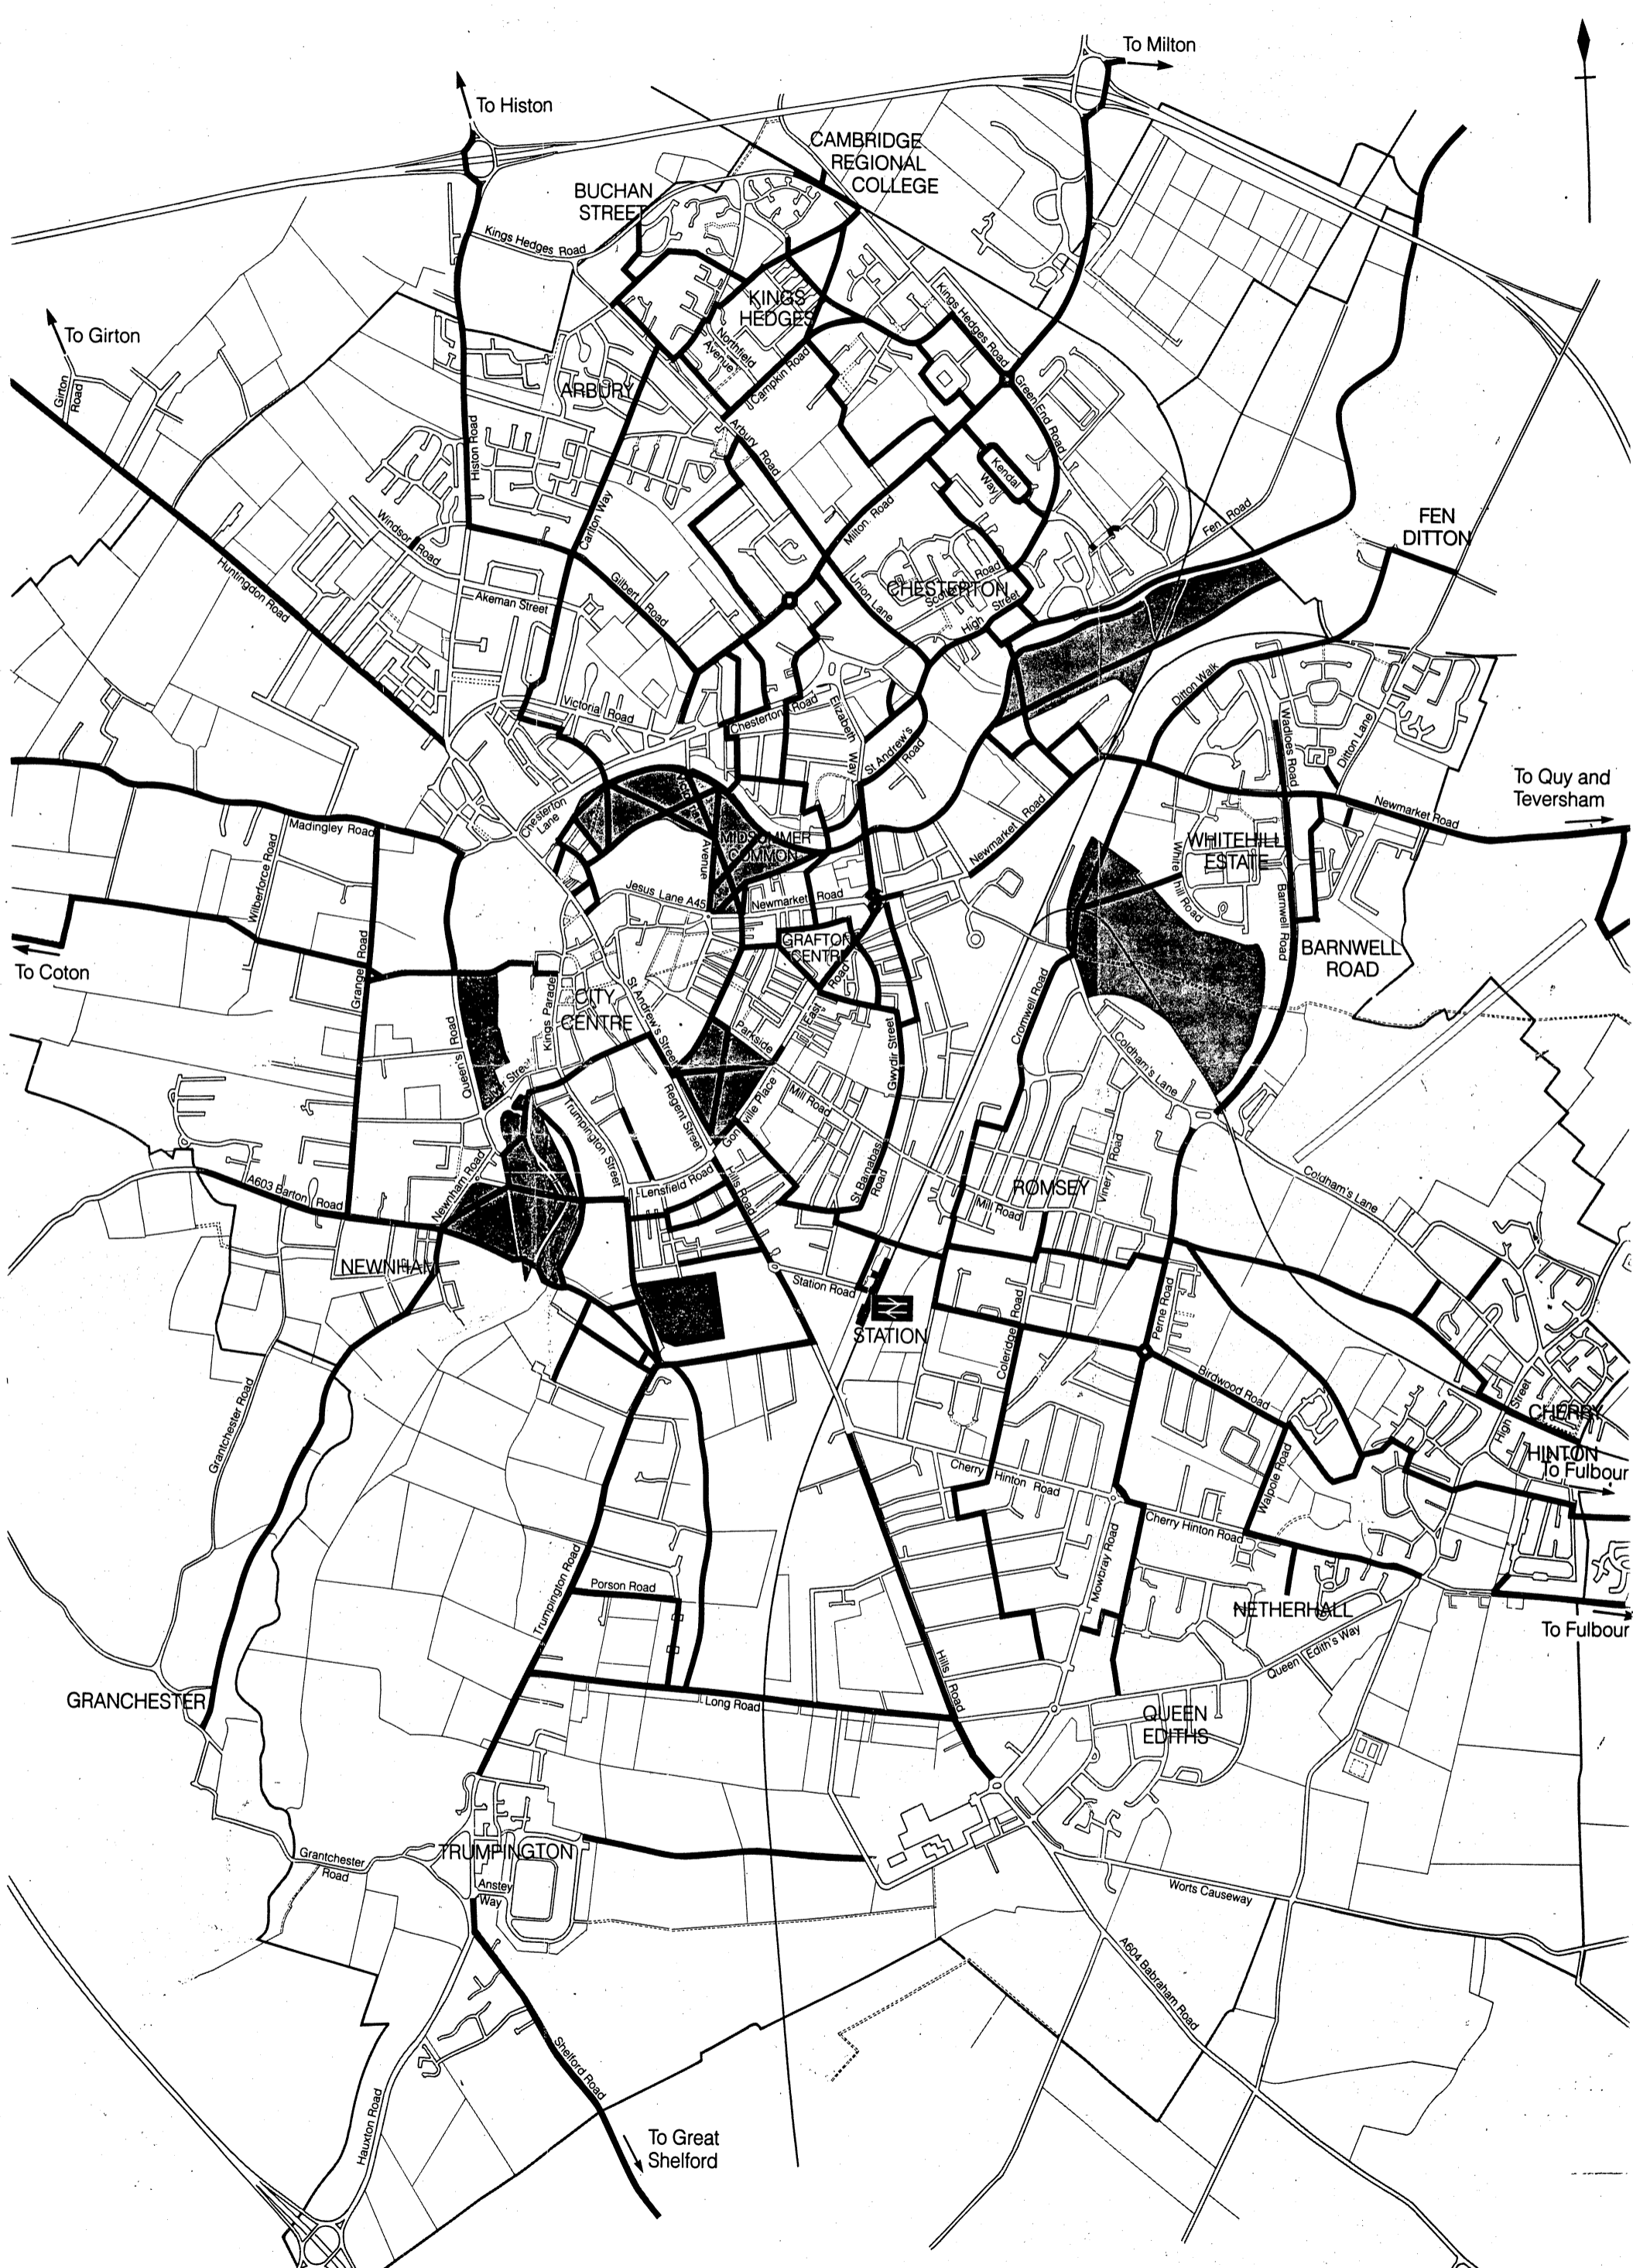 To Milton
To Histon
CAMBRIDGE
REGIONAL
COLLEGE
BUCHAN
STREET
Kings Hedges Road
KINGS
HEDGES
Kings Hedges Road
To Girton
Girton
Road
Northfield
Avenue
Campkin Road
ARBURY
Green End Road
Histon Road
Arbury Road
Kendal
Way
Carlton Way
Milton Road
Windsor Road
Fen Road
FEN
DITTON
Huntingdon Road
Gilbert Road
Akeman Street
Union Lane
CHESTERTON
Road
High Street
Ditton Walk
Victoria Road
Chesterton Road
Elizabeth Way
St Andrew's
Road
Wadloes Road
Ditton Lane
To Quy and
Teversham
Newmarket Road
Chesterton
Lane
Madingley Road
Newmarket Road
MIDSUMMER
COMMON
Avenue
WHITEHILL
ESTATE
White hill Road
Wilberforce Road
Jesus Lane A45
Newmarket Road
Barnwell Road
BARNWELL
ROAD
GRAFTON
CENTRE
To Coton
Grange Road
CITY
CENTRE
Kings Parade
St Andrew's Street
East Road
Cromwell Road
Parkside
Queen's Road
Gwydir Street
Coldham's Lane
Regent Street
Gonville Place
Mill Road
Trumpington Street
St Barnabas
Road
Vinery Road
Coldham's Lane
A603 Barton Road
Newnham Road
Lensfield Road
Hills Road
ROMSEY
Mill Road
NEWNHAM
Station Road
STATION
Coleridge Road
Perne Road
Birdwood Road
High Street
CHERRY
HINTON
To Fulbour
Grantchester Road
Cherry Hinton Road
Walpole Road
Cherry Hinton Road
Mowbray Road
Trumpington Road
Porson Road
NETHERHALL
To Fulbour
Queen Edith's Way
Hills Road
GRANCHESTER
Long Road
QUEEN
EDITHS
TRUMPINGTON
Grantchester
Road
Anstey
Way
Worts Causeway
A604 Babraham Road
Shelford Road
Hauxton Road
To Great
Shelford